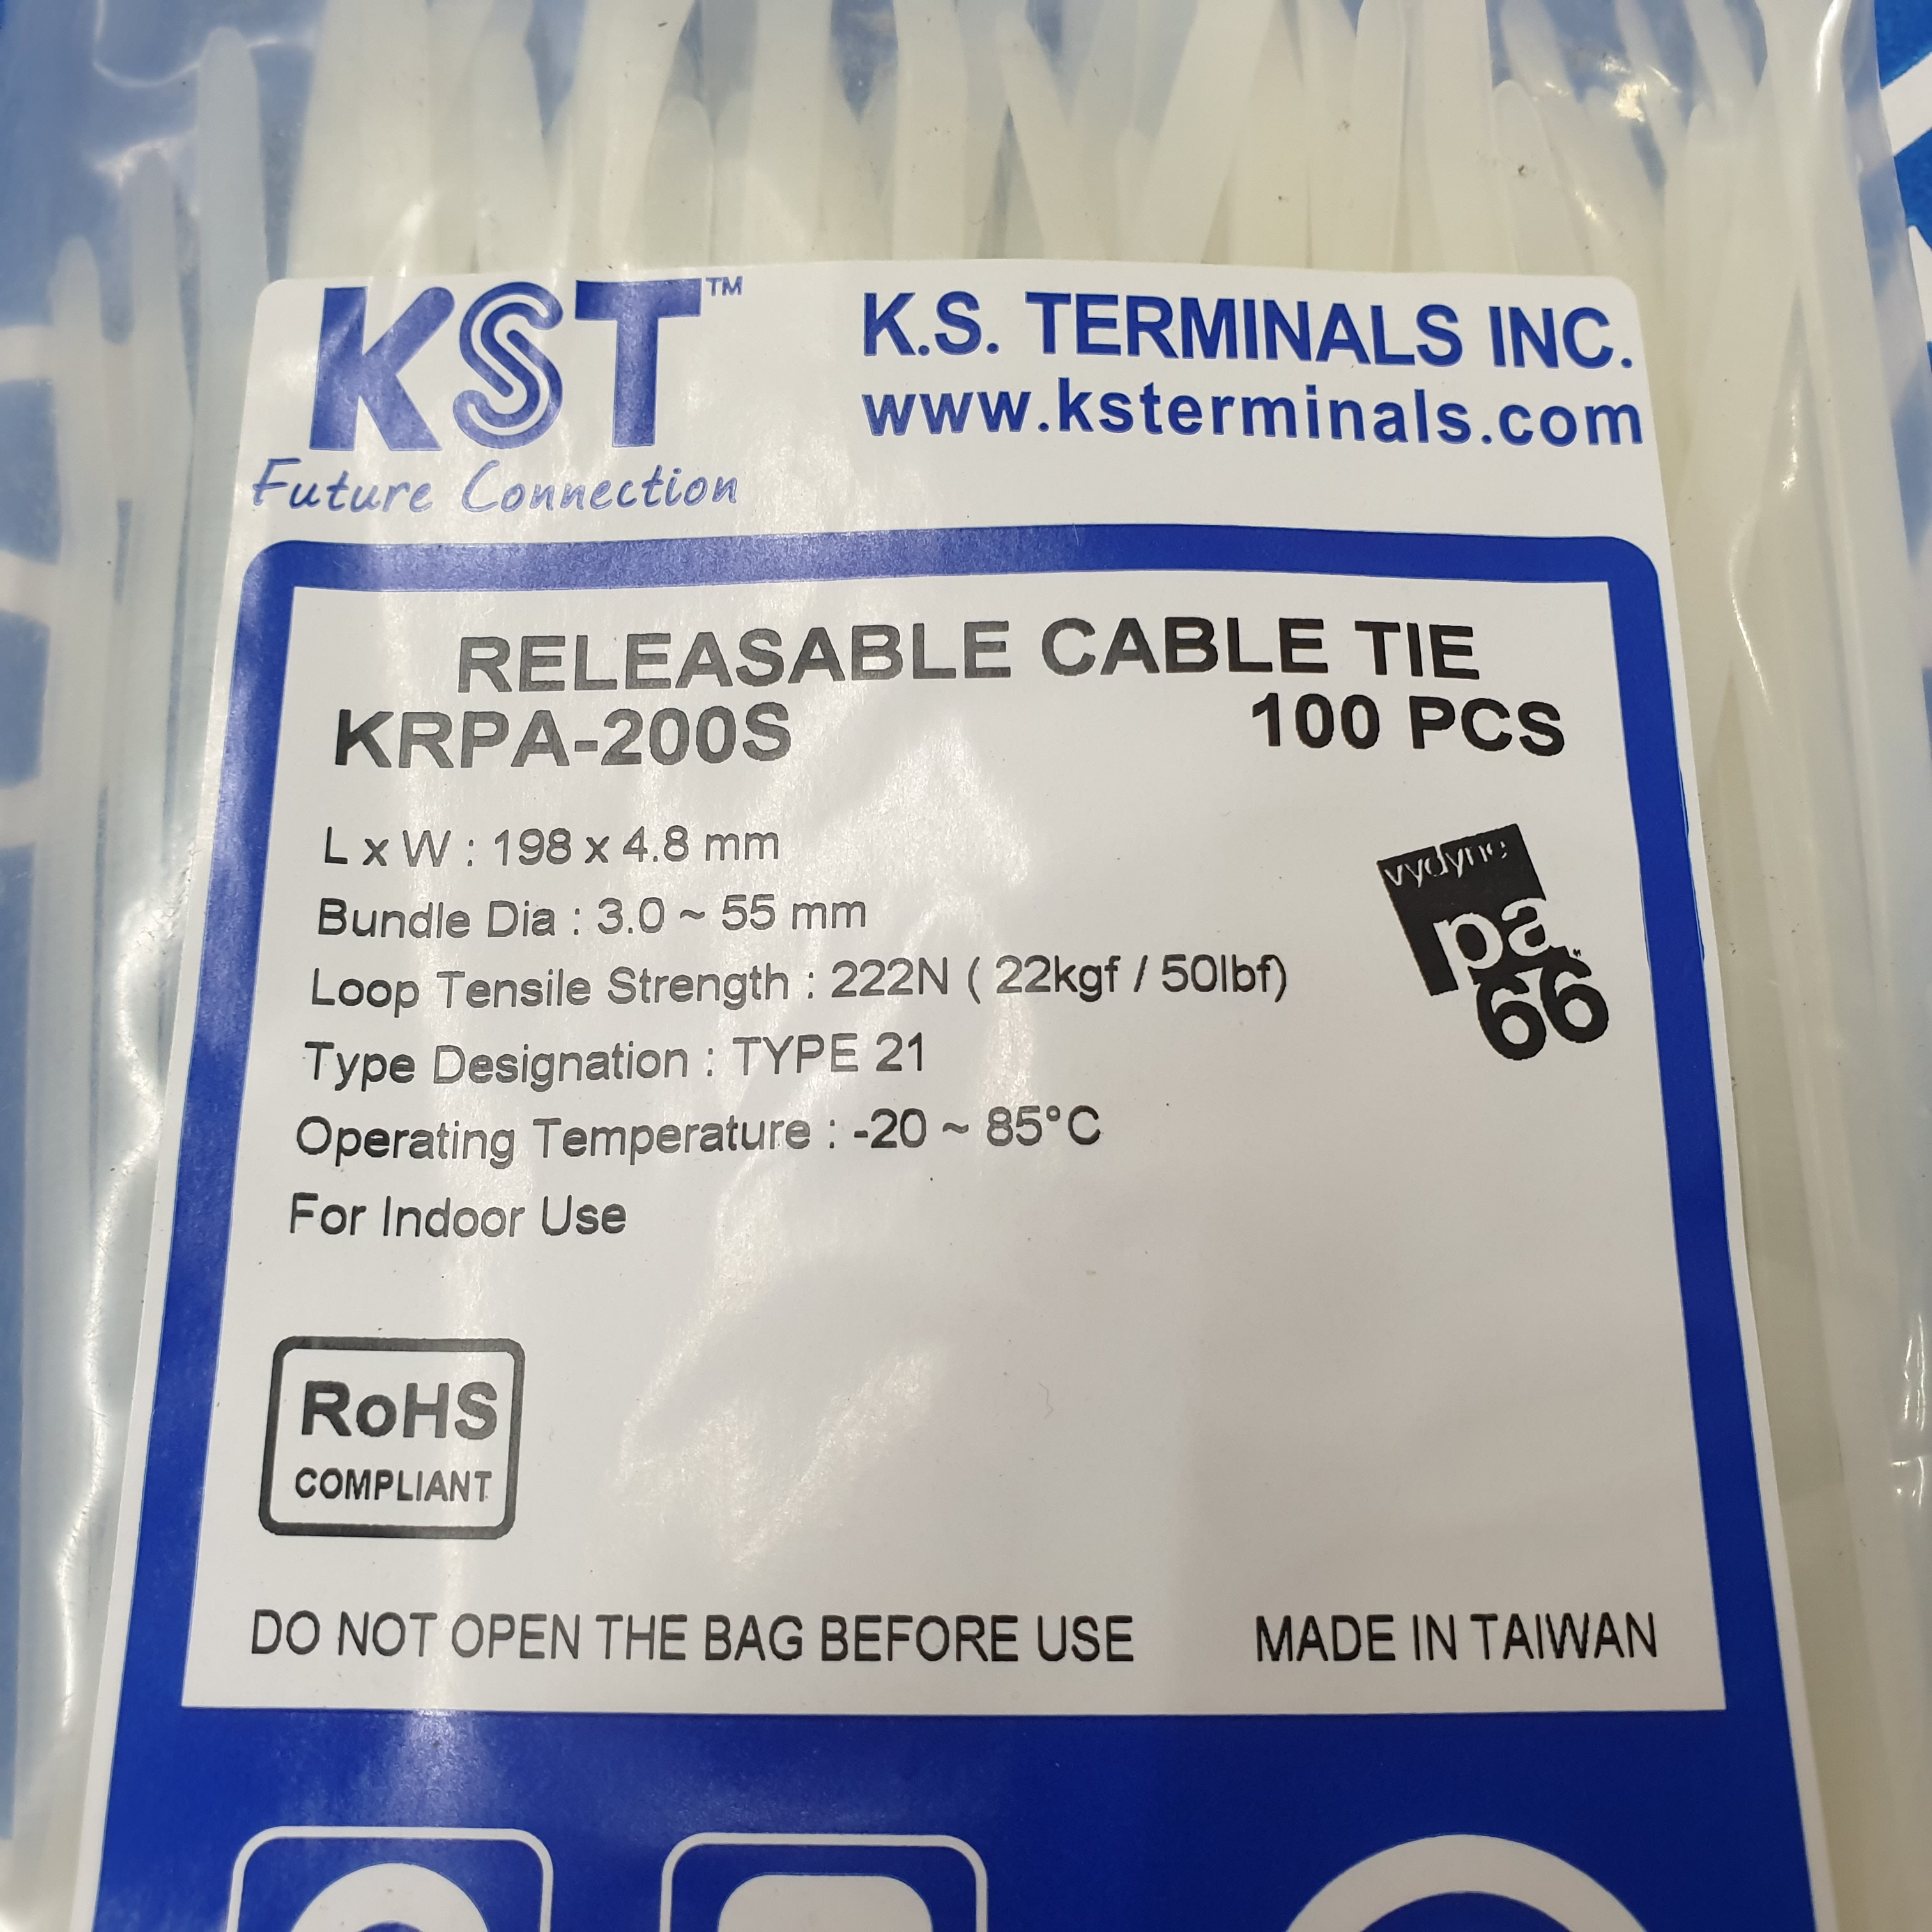 KST™
Future Connection
K.S. TERMINALS INC.
www.ksterminals.com
RELEASABLE CABLE TIE
KRPA-200S 100 PCS
L x W : 198 x 4.8 mm
Bundle Dia : 3.0 ~ 55 mm
Loop Tensile Strength : 222N ( 22kgf / 50lbf)
Type Designation : TYPE 21
Operating Temperature : -20 ~ 85°C
For Indoor Use
vydyne
pa
66
RoHS
COMPLIANT
DO NOT OPEN THE BAG BEFORE USE MADE IN TAIWAN